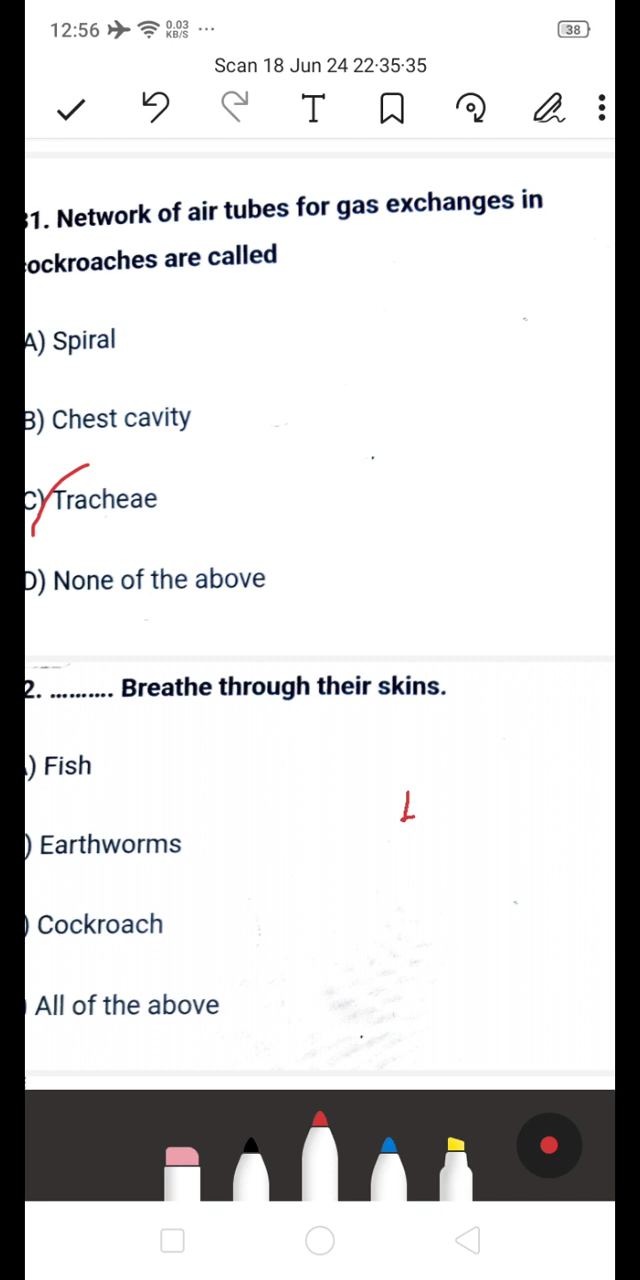 12:56 0.03 KB/S ... 38
Scan 18 Jun 24 22:35:35
T
1. Network of air tubes for gas exchanges in
ockroaches are called
A) Spiral
B) Chest cavity
C) Tracheae
D) None of the above
2. .......... Breathe through their skins.
) Fish
L
) Earthworms
) Cockroach
) All of the above